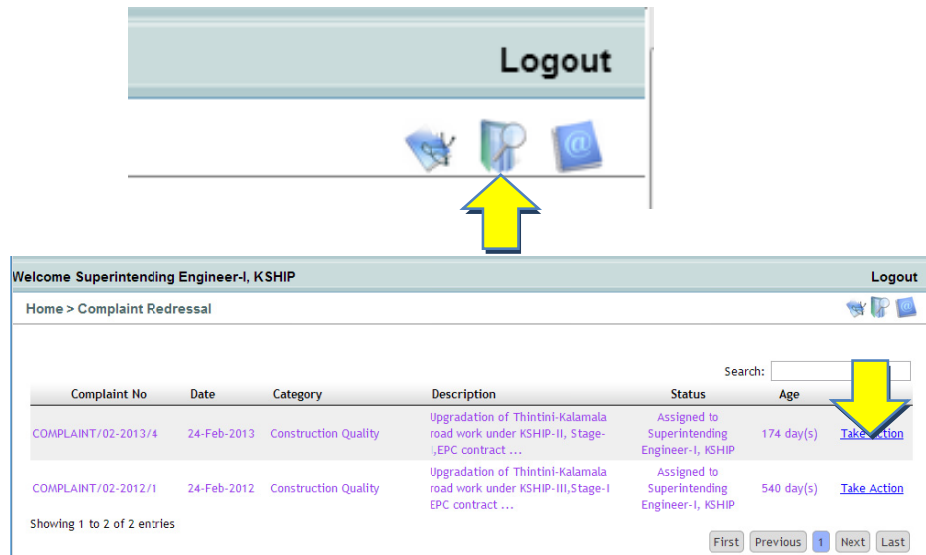 Logout
Welcome Superintending Engineer-I, KSHIP Logout
Home > Complaint Redressal
Search:
Complaint No Date Category Description Status Age
COMPLAINT/02-2013/4 24-Feb-2013 Construction Quality Upgradation of Thintini-Kalamala road work under KSHIP-II, Stage- ,EPC contract ... Assigned to Superintending Engineer-I, KSHIP 174 day(s) Take Action
COMPLAINT/02-2012/1 24-Feb-2012 Construction Quality Upgradation of Thintini-Kalamala road work under KSHIP-III,Stage-I EPC contract ... Assigned to Superintending Engineer-I, KSHIP 540 day(s) Take Action
Showing 1 to 2 of 2 entries
First Previous 1 Next Last